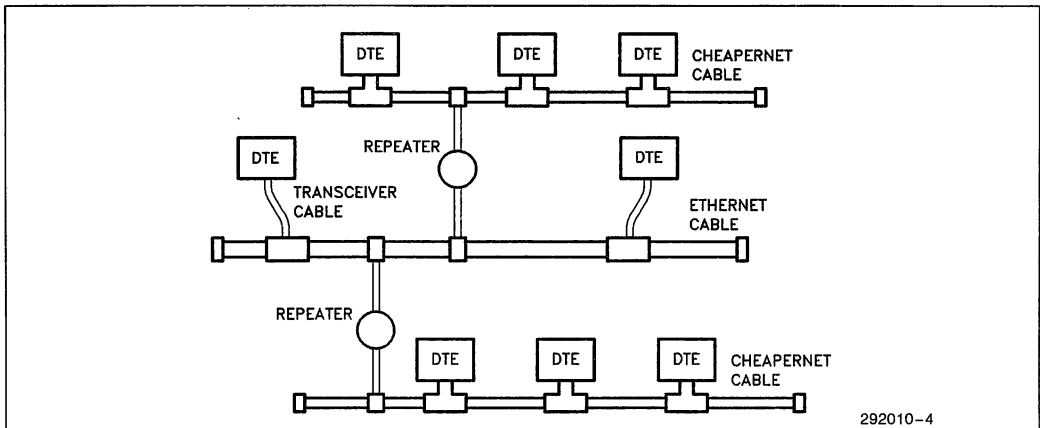 DTE
DTE
DTE
CHEAPERNET
CABLE
REPEATER
DTE
DTE
TRANSCEIVER
CABLE
ETHERNET
CABLE
REPEATER
DTE
DTE
DTE
CHEAPERNET
CABLE
292010-4